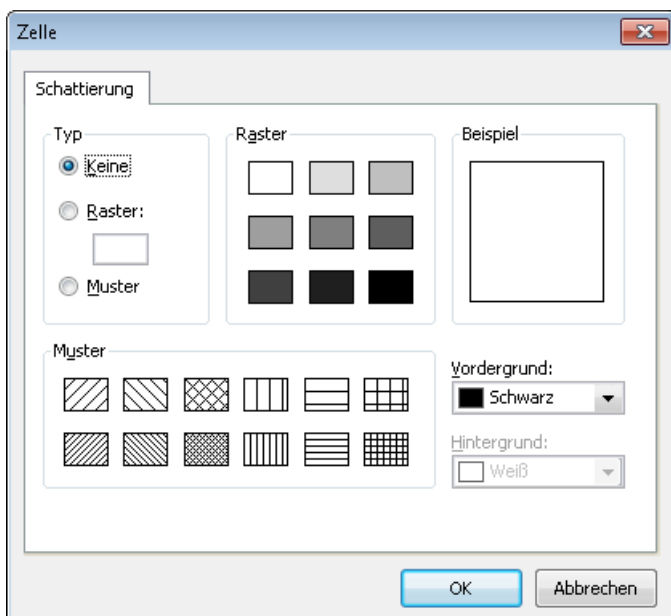 Zelle
Schattierung
Typ
Keine
Raster:
Muster
Raster
Beispiel
Muster
Vordergrund:
Schwarz
Hintergrund:
Weiß
OK
Abbrechen